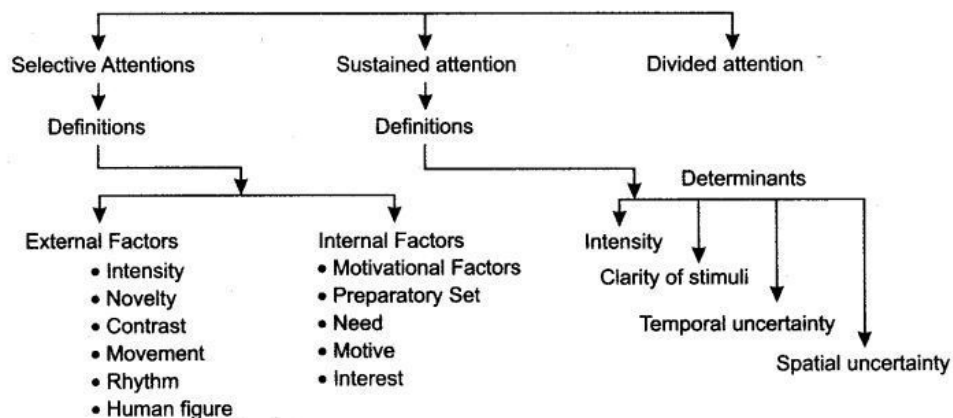 Selective Attentions
Sustained attention
Divided attention
Definitions
Definitions
Determinants
External Factors
• Intensity
• Novelty
• Contrast
• Movement
• Rhythm
• Human figure
Internal Factors
• Motivational Factors
• Preparatory Set
• Need
• Motive
• Interest
Intensity
Clarity of stimuli
Temporal uncertainty
Spatial uncertainty